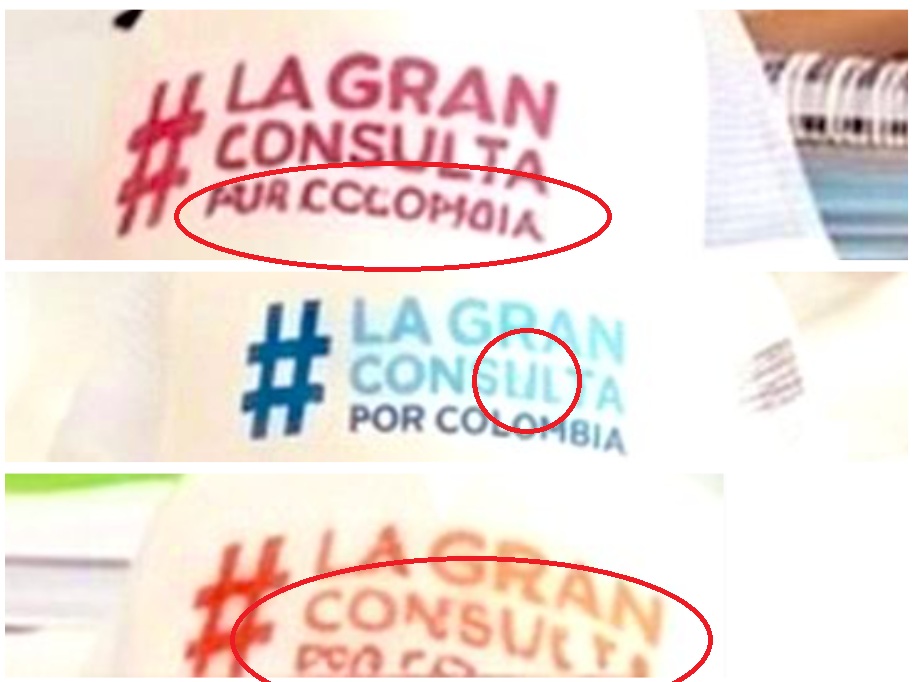 # LA GRAN
CONSULTA
# LA GRAN
CONSULTA
POR COLOMBIA
# LA GRAN
CONSULTA